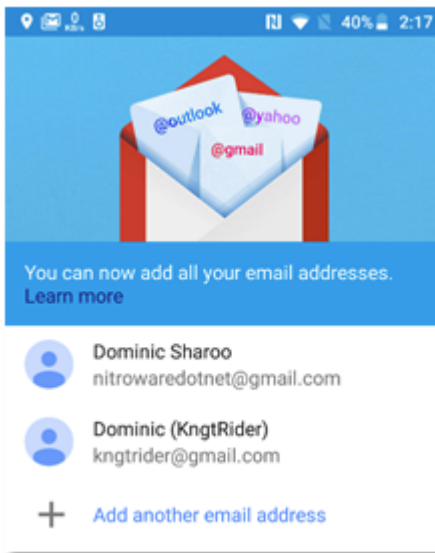 40% 2:17
@outlook
@yahoo
@gmail
You can now add all your email addresses.
Learn more
Dominic Sharoo
nitrowaredotnet@gmail.com
Dominic (KngtRider)
kngtrider@gmail.com
Add another email address